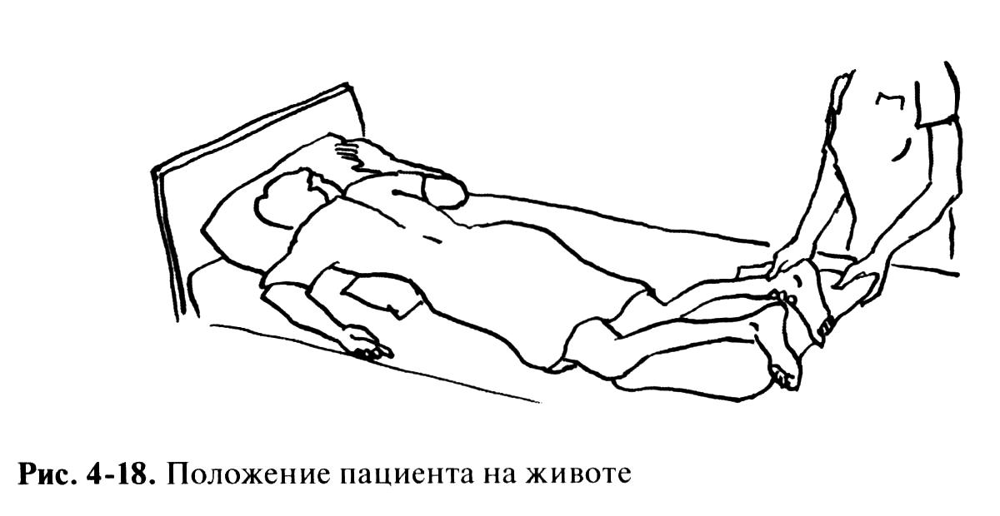 Рис. 4-18. Положение пациента на животе